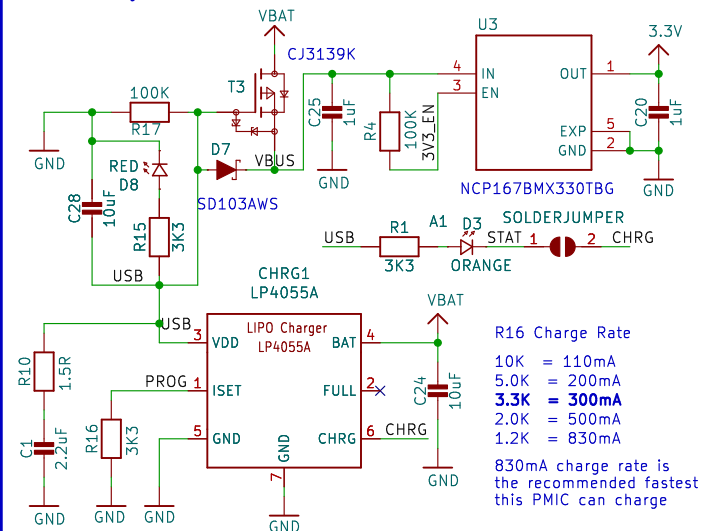 VBAT
CJ3139K
T3
100K
R17
GND
RED
D8
C28
10uF
R15
3K3
D7
VBUS
SD103AWS
USB
C25
1uF
GND
R4
100K
3V3_EN
U3
4 IN
3 EN
OUT 1
EXP 5
GND 2
NCP167BMX330TBG
3.3V
C20
1uF
GND
USB
R1
3K3
A1
D3
ORANGE
STAT
SOLDERJUMPER
1 2
CHRG
CHRG1
LP4055A
USB
LIPO Charger
LP4055A
3 VDD
1 ISET
5 GND
BAT 4
FULL 2
CHRG 6
GND
7
GND
PROG
CHRG
R10
1.5R
C1
2.2uF
GND
R16
3K3
GND
GND
VBAT
C24
10uF
GND
R16 Charge Rate
10K = 110mA
5.0K = 200mA
3.3K = 300mA
2.0K = 500mA
1.2K = 830mA
830mA charge rate is
the recommended fastest
this PMIC can charge